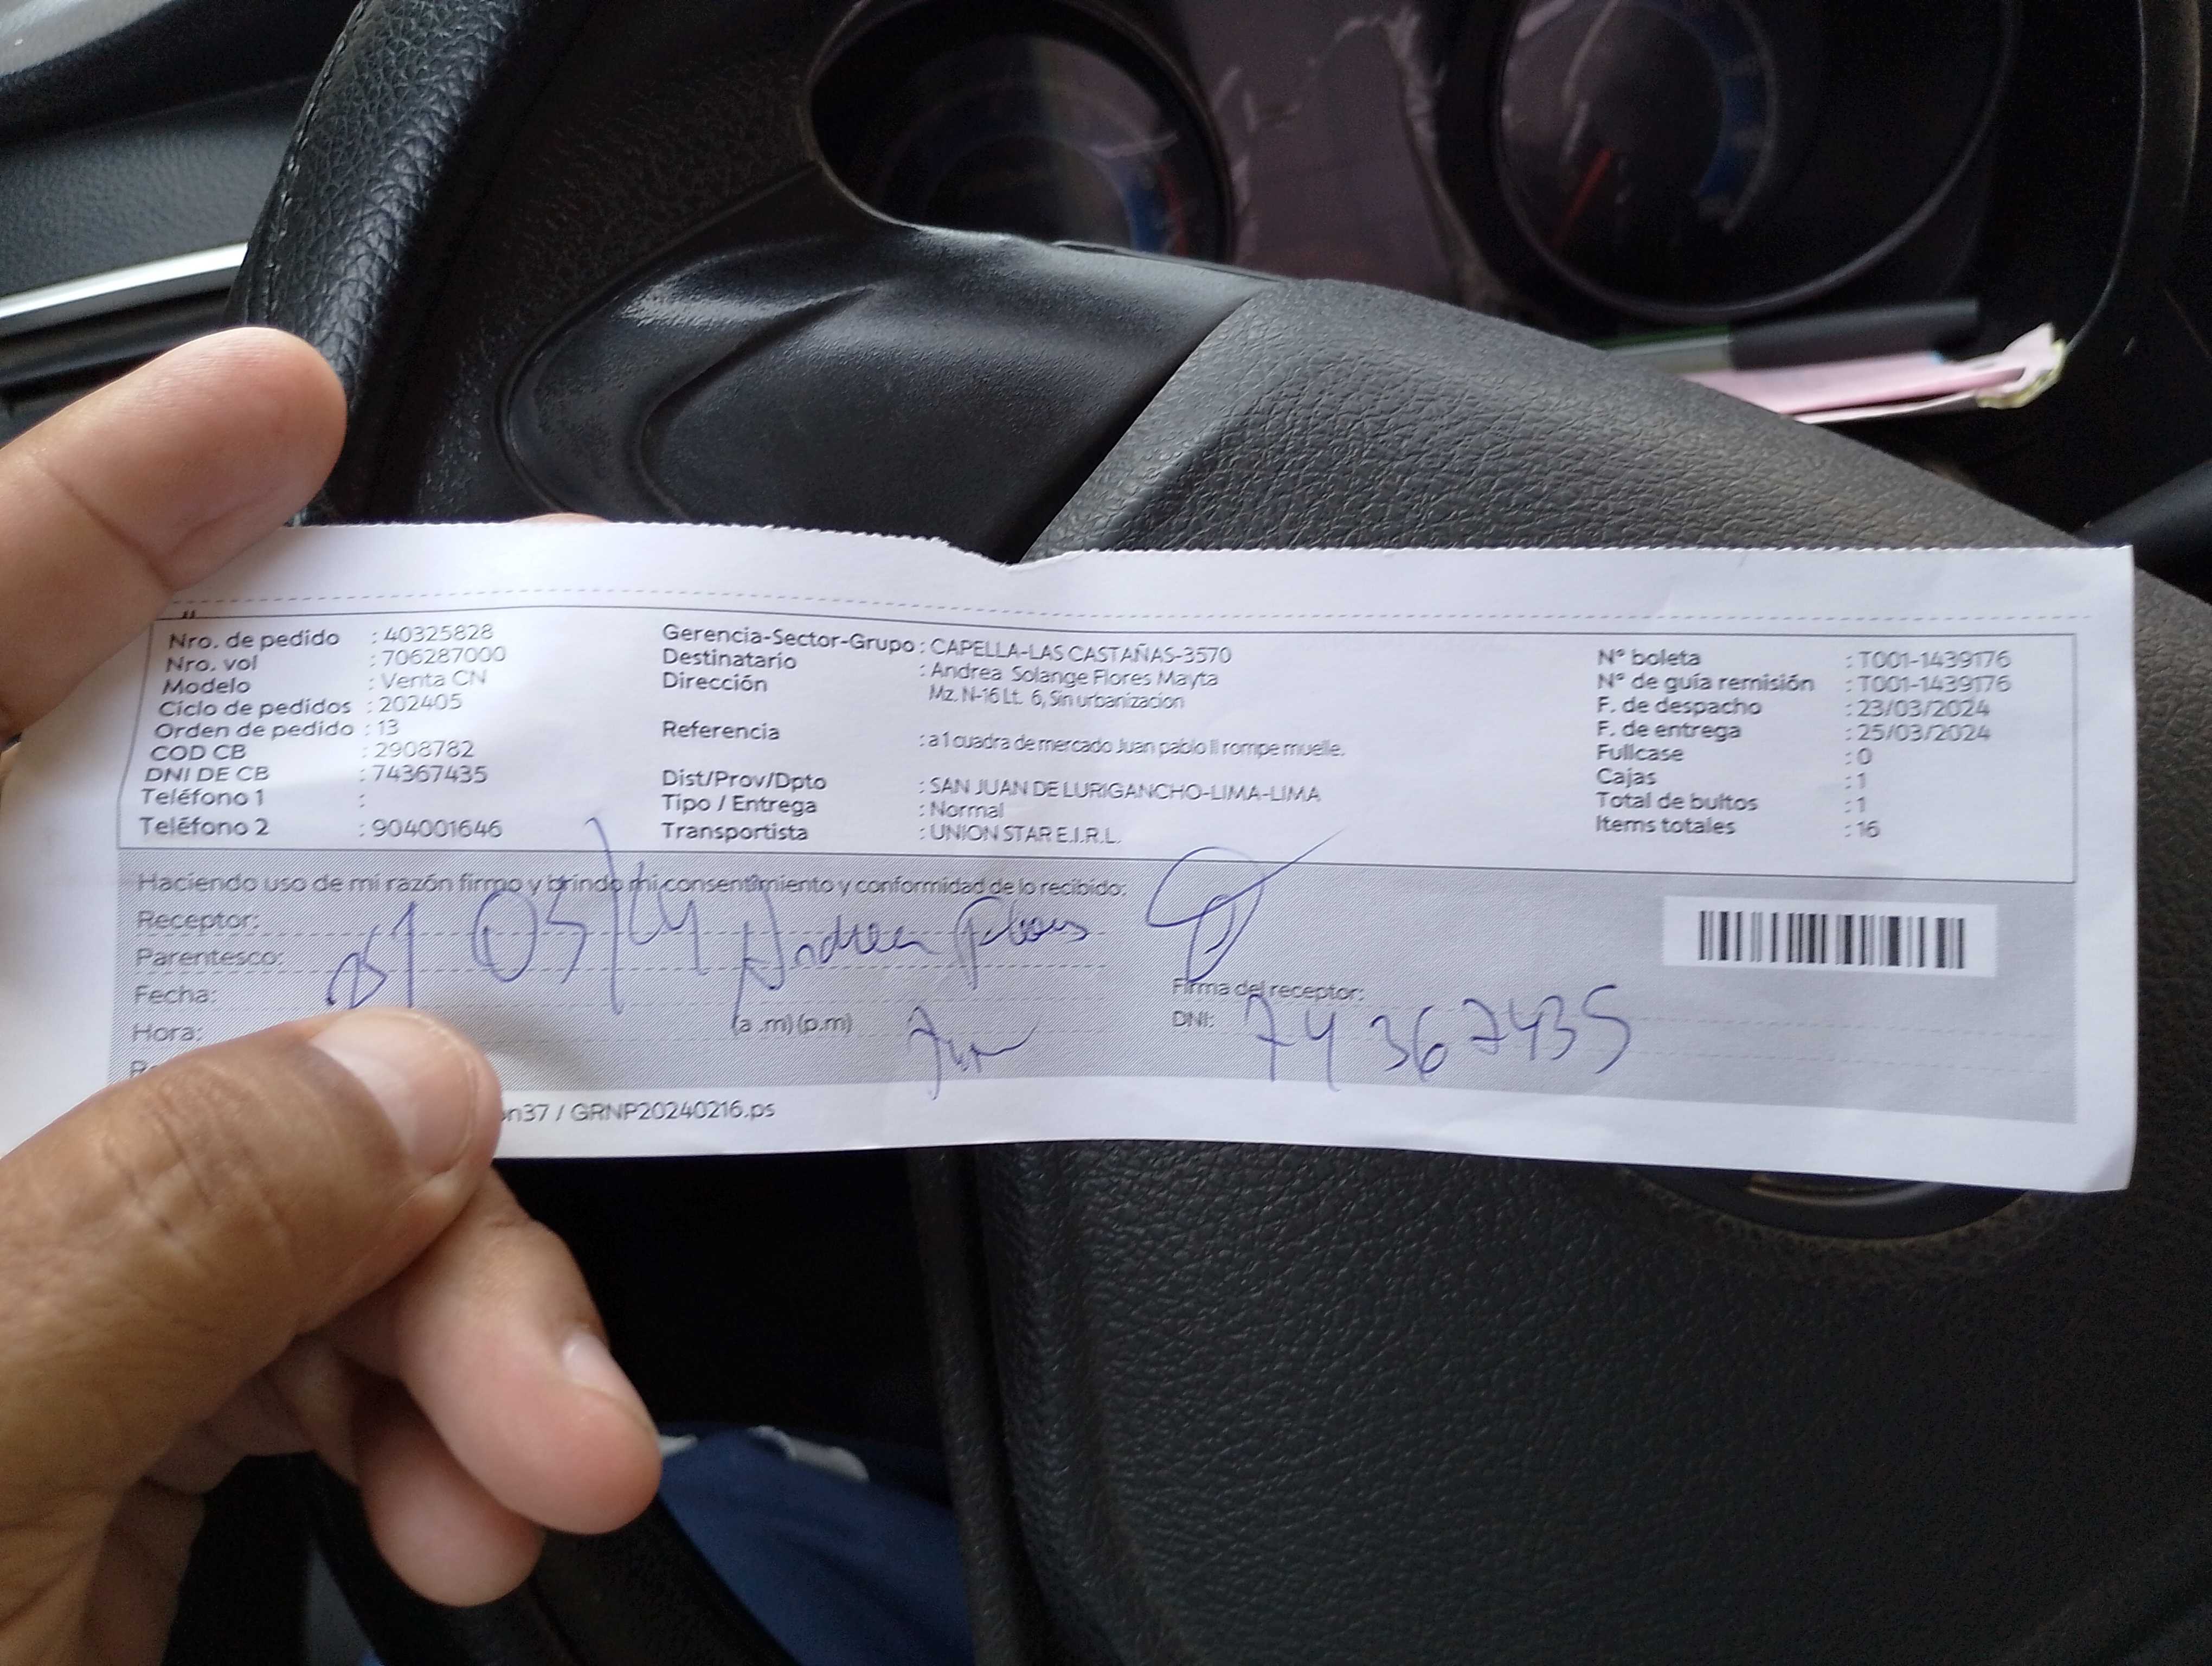 Nro. de pedido : 40325828
Nro. vol : 706287000
Modelo : Venta CN
Ciclo de pedidos : 202405
Orden de pedido : 13
COD CB : 2908782
DNI DE CB : 74367435
Teléfono 1 :
Teléfono 2 : 904001646
Gerencia-Sector-Grupo : CAPELLA-LAS CASTAÑAS-3570
Destinatario : Andrea Solange Flores Mayta
Dirección Mz. N-16 Lt. 6, Sin urbanizacion
Referencia : a 1 cuadra de mercado Juan pablo II rompe muelle.
Dist/Prov/Dpto : SAN JUAN DE LURIGANCHO-LIMA-LIMA
Tipo / Entrega : Normal
Transportista : UNION STAR E.I.R.L.
N° boleta : T001-1439176
N° de guía remisión : T001-1439176
F. de despacho : 23/03/2024
F. de entrega : 25/03/2024
Fullcase : 0
Cajas : 1
Total de bultos : 1
Items totales : 16
Haciendo uso de mi razón firmo y brindo mi consentimiento y conformidad de lo recibido:
Receptor:
Parentesco: Andrea Flores
Fecha:
Firma del receptor:
Hora: (a .m) (p.m)
DNI: 74367435
n37 / GRNP20240216.ps